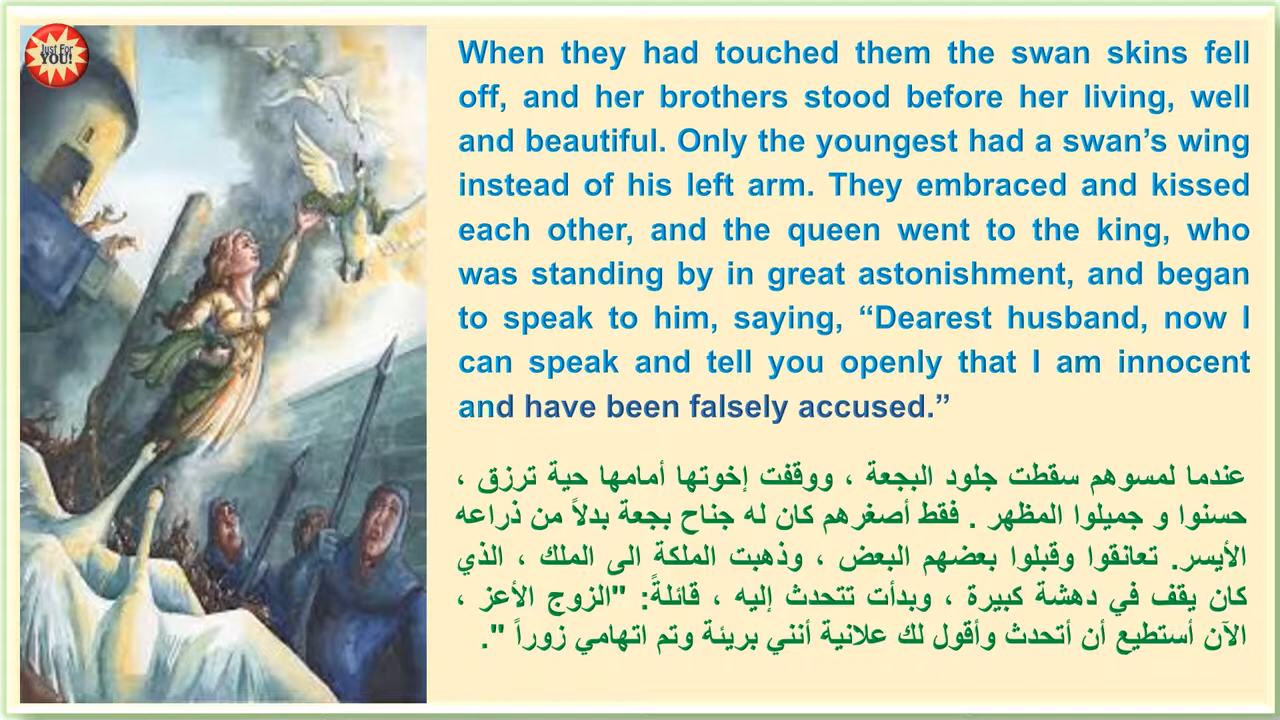 Just For
YOU!
When they had touched them the swan skins fell
off, and her brothers stood before her living, well
and beautiful. Only the youngest had a swan’s wing
instead of his left arm. They embraced and kissed
each other, and the queen went to the king, who
was standing by in great astonishment, and began
to speak to him, saying, “Dearest husband, now I
can speak and tell you openly that I am innocent
and have been falsely accused.”
عندما لمسوهم سقطت جلود البجعة ، ووقفت إخوتها أمامها حية ترزق ،
حسنوا و جميلوا المظهر . فقط أصغرهم كان له جناح بجعة بدلاً من ذراعه
الأيسر. تعانقوا وقبلوا بعضهم البعض ، وذهبت الملكة الى الملك ، الذي
كان يقف في دهشة كبيرة ، وبدأت تتحدث إليه ، قائلةً: "الزوج الأعز ،
الآن أستطيع أن أتحدث وأقول لك علانية أنني بريئة وتم اتهامي زوراً ".